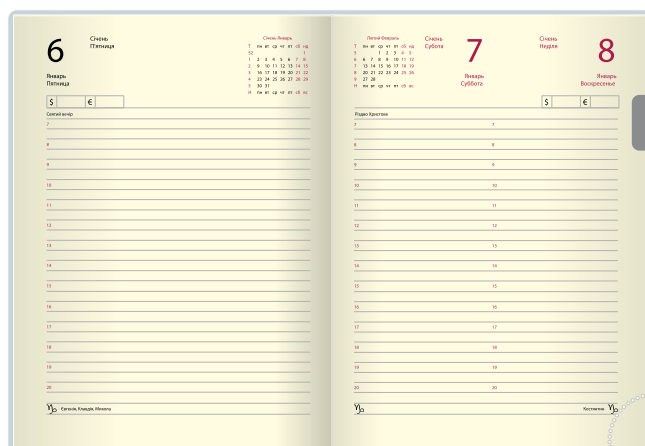 6
Січень
П'ятниця
Январь
Пятница
Січень Январь
Т пн вт ср чт пт сб нд
52 1
1 2 3 4 5 6 7 8
2 9 10 11 12 13 14 15
3 16 17 18 19 20 21 22
4 23 24 25 26 27 28 29
5 30 31
Н пн вт ср чт пт сб вс
$ €
Святий вечір
7
8
9
10
11
12
13
14
15
16
17
18
19
20
Євгенія, Клавдія, Микола
Лютий Февраль
Т пн вт ср чт пт сб нд
5 1 2 3 4 5
6 6 7 8 9 10 11 12
7 13 14 15 16 17 18 19
8 20 21 22 23 24 25 26
9 27 28
Н пн вт ср чт пт сб вс
Січень
Субота
7
Январь
Суббота
Січень
Неділя
8
Январь
Воскресенье
$ €
Різдво Христове
7 7
8 8
9 9
10 10
11 11
12 12
13 13
14 14
15 15
16 16
17 17
18 18
19 19
20 20
Костянтин